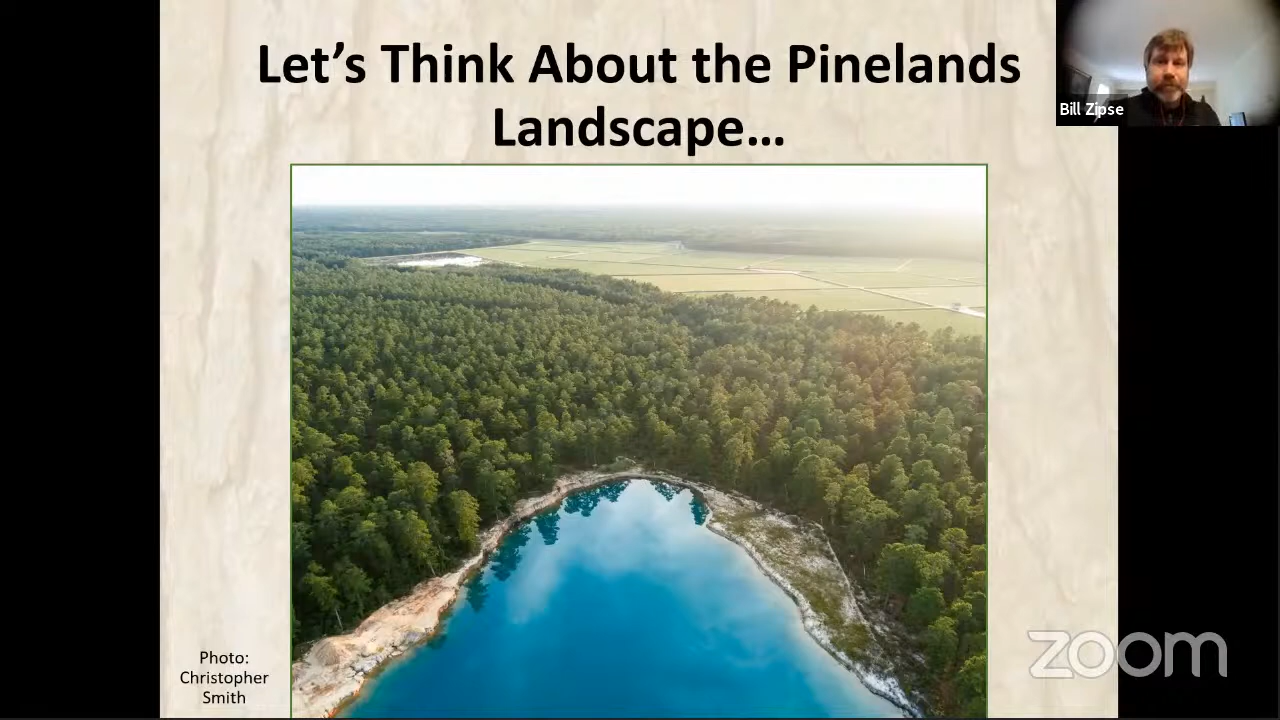 Let's Think About the Pinelands
Landscape...
Bill Zipse
Photo:
Christopher
Smith
zoom